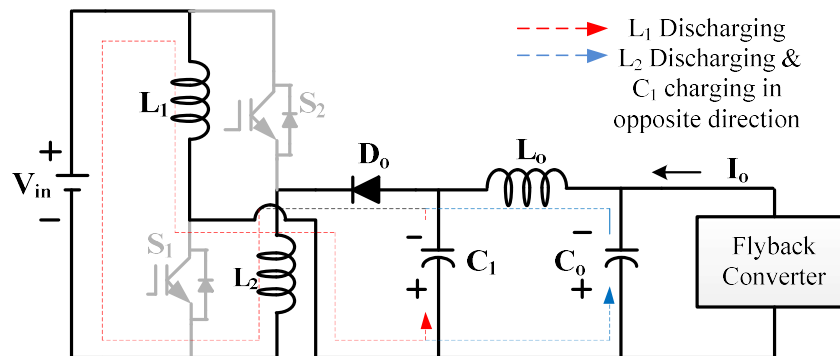 L1 Discharging
L2 Discharging &
C1 charging in
opposite direction
L1
S2
Do
Lo
Io
+
Vin
−
S1
L2
−
C1
+
−
Co
+
Flyback
Converter